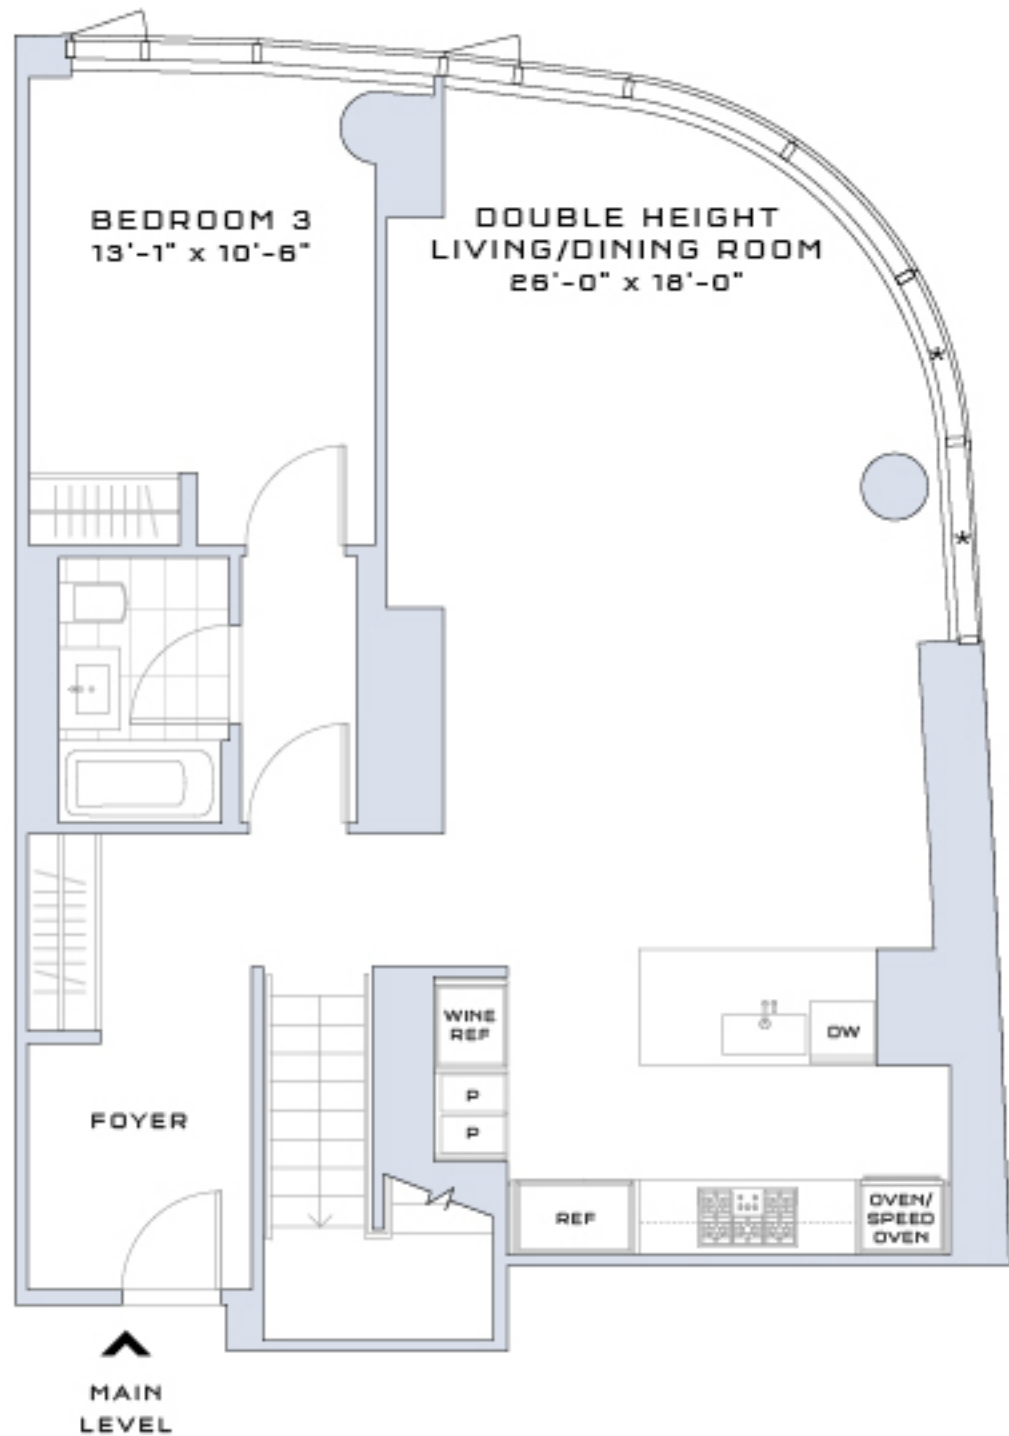 BEDROOM 3
13'-1" x 10'-6"
DOUBLE HEIGHT
LIVING/DINING ROOM
26'-0" x 18'-0"
*
*
WINE
REF
P
P
DW
FOYER
REF
OVEN/
SPEED
OVEN
MAIN
LEVEL